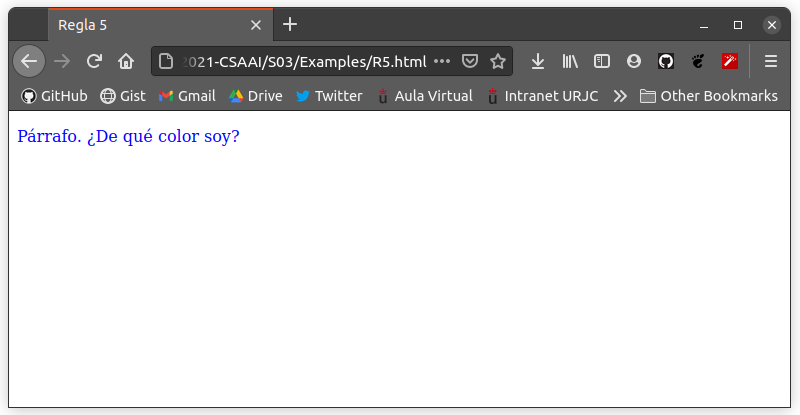 Regla 5
2021-CSAAI/S03/Examples/R5.html
GitHub Gist Gmail Drive Twitter Aula Virtual Intranet URJC Other Bookmarks
Párrafo. ¿De qué color soy?